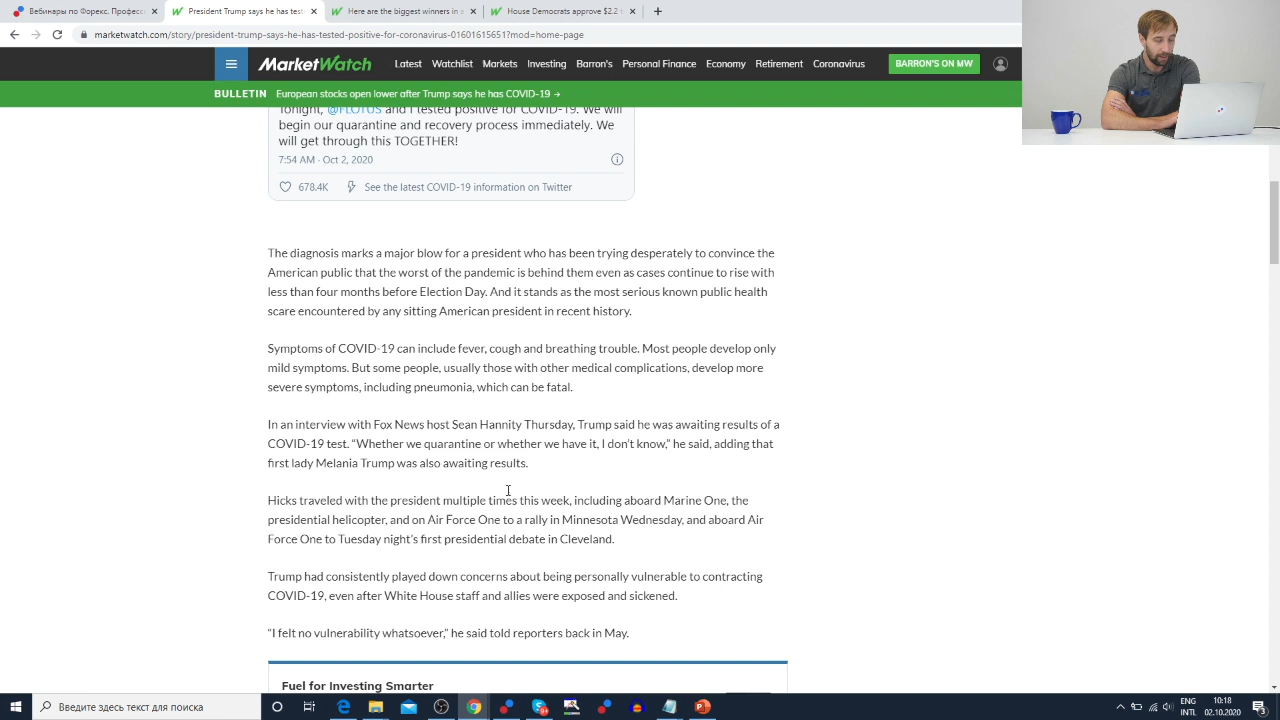 Вебинары по Форекс. Професс
President Trump says he has test
Here are the biggest winners in a
House Democrats approve $2.2 t
marketwatch.com/story/president-trump-says-he-has-tested-positive-for-coronavirus-01601615651?mod=home-page
MarketWatch Latest Watchlist Markets Investing Barron's Personal Finance Economy Retirement Coronavirus BARRON'S ON MW
BULLETIN European stocks open lower after Trump says he has COVID-19 →
Tonight, @FLOTUS and I tested positive for COVID-19. We will
begin our quarantine and recovery process immediately. We
will get through this TOGETHER!
7:54 AM · Oct 2, 2020
678.4K See the latest COVID-19 information on Twitter
The diagnosis marks a major blow for a president who has been trying desperately to convince the
American public that the worst of the pandemic is behind them even as cases continue to rise with
less than four months before Election Day. And it stands as the most serious known public health
scare encountered by any sitting American president in recent history.
Symptoms of COVID-19 can include fever, cough and breathing trouble. Most people develop only
mild symptoms. But some people, usually those with other medical complications, develop more
severe symptoms, including pneumonia, which can be fatal.
In an interview with Fox News host Sean Hannity Thursday, Trump said he was awaiting results of a
COVID-19 test. “Whether we quarantine or whether we have it, I don’t know,” he said, adding that
first lady Melania Trump was also awaiting results.
Hicks traveled with the president multiple times this week, including aboard Marine One, the
presidential helicopter, and on Air Force One to a rally in Minnesota Wednesday, and aboard Air
Force One to Tuesday night’s first presidential debate in Cleveland.
Trump had consistently played down concerns about being personally vulnerable to contracting
COVID-19, even after White House staff and allies were exposed and sickened.
“I felt no vulnerability whatsoever,” he said told reporters back in May.
Fuel for Investing Smarter
Введите здесь текст для поиска
ENG
INTL
10:18
02.10.2020
3